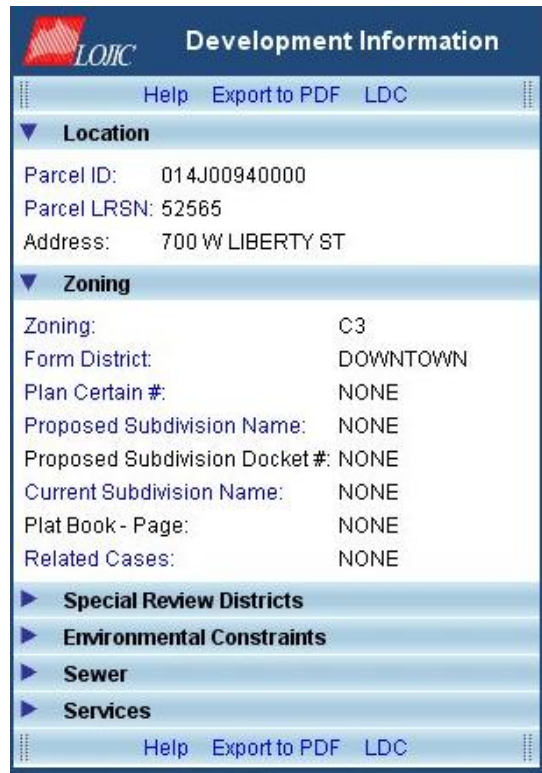 LOJIC Development Information
Help Export to PDF LDC
Location
Parcel ID: 014J00940000
Parcel LRSN: 52565
Address: 700 W LIBERTY ST
Zoning
Zoning: C3
Form District: DOWNTOWN
Plan Certain #: NONE
Proposed Subdivision Name: NONE
Proposed Subdivision Docket #: NONE
Current Subdivision Name: NONE
Plat Book - Page: NONE
Related Cases: NONE
Special Review Districts
Environmental Constraints
Sewer
Services
Help Export to PDF LDC